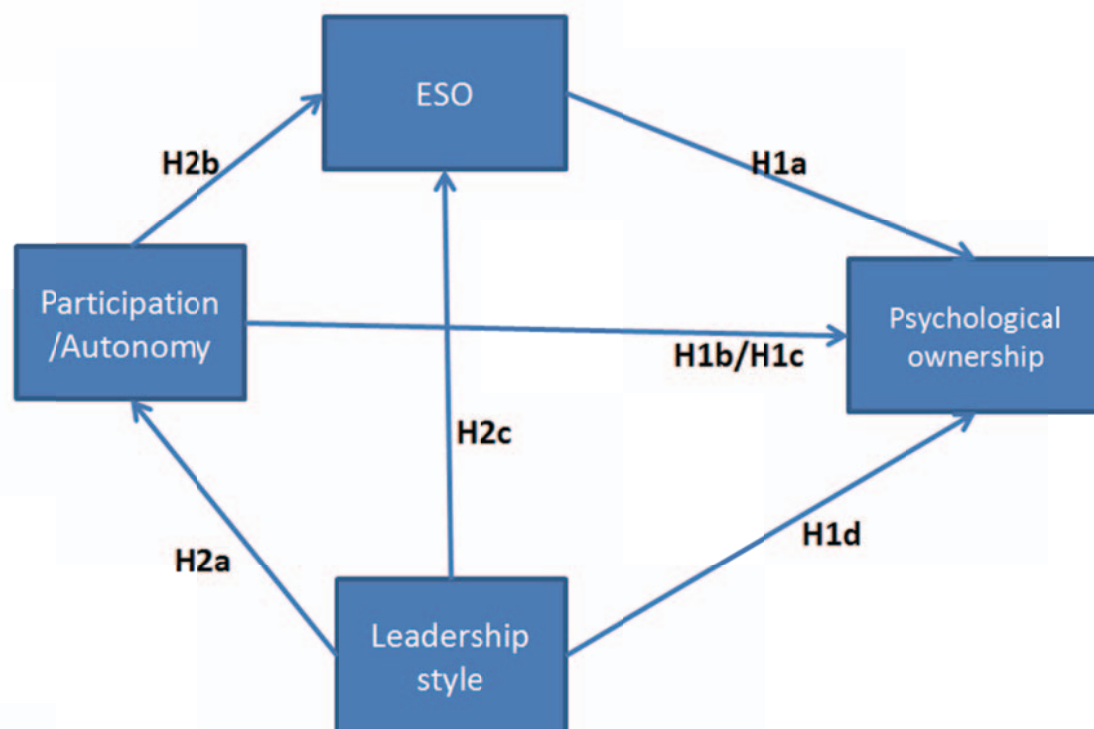 ESO
H2b
H1a
Participation
/Autonomy
Psychological
ownership
H1b/H1c
H2c
H1d
H2a
Leadership
style